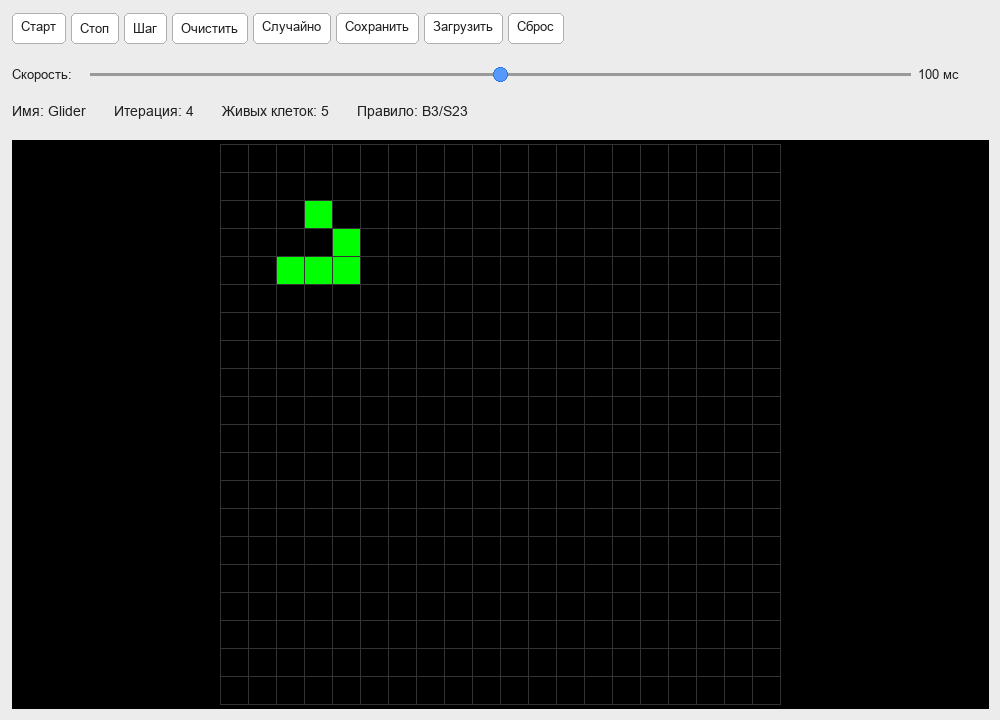 Старт Стоп Шаг Очистить Случайно Сохранить Загрузить Сброс
Скорость: 100 мс
Имя: Glider Итерация: 4 Живых клеток: 5 Правило: B3/S23